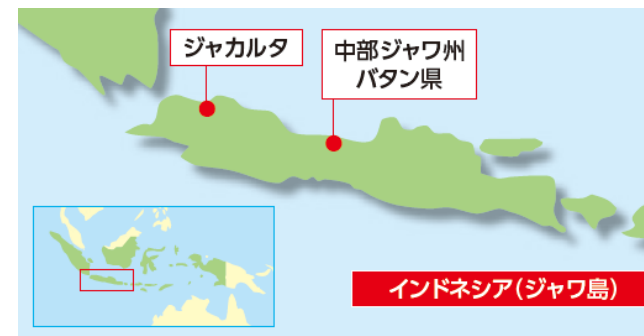 ジャカルタ
中部ジャワ州
バタン県
インドネシア(ジャワ島)